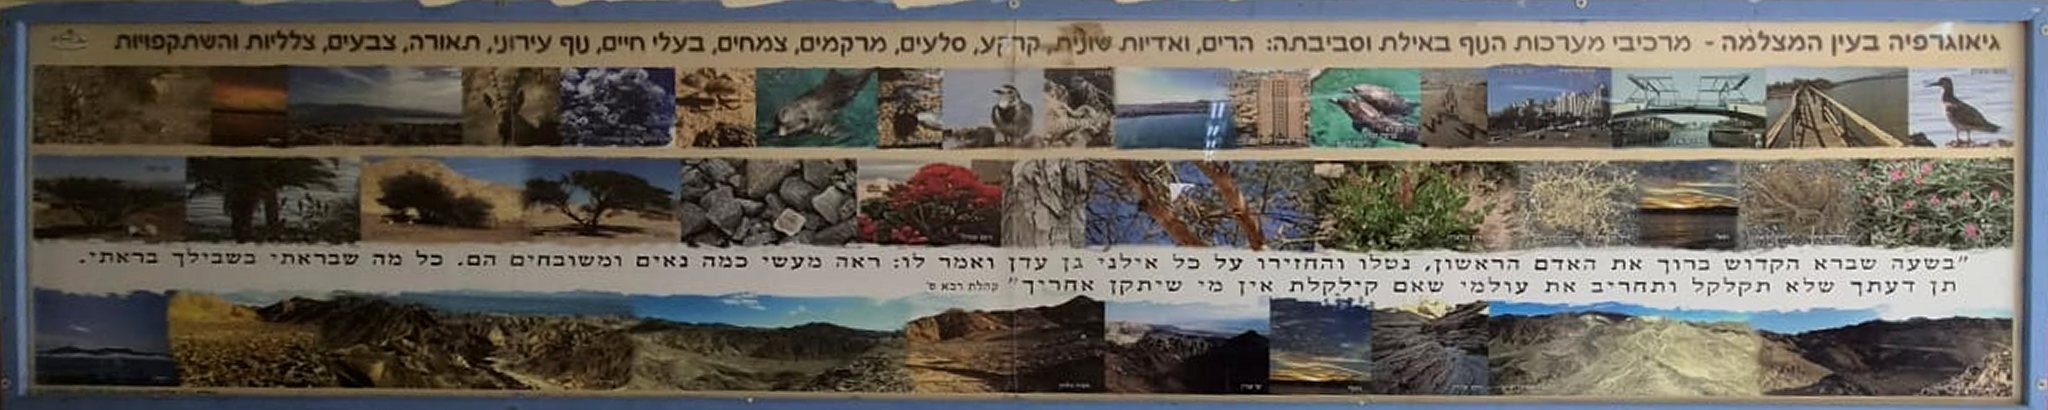 גיאוגרפיה בעין המצלמה - מרכיבי מערכות הנוף באילת וסביבתה: הרים, ואדיות שונית, קרקע, סלעים, מרקמים, צמחים, בעלי חיים, נוף עירוני, תאורה, צבעים, צלליות והשתקפויות
"בשעה שברא הקדוש ברוך את האדם הראשון, נטלו והחזירו על כל אילני גן עדן ואמר לו: ראה מעשי כמה נאים ומשובחים הם. כל מה שבראתי בשבילך בראתי.
תן דעתך שלא תקלקל ותחריב את עולמי שאם קילקלת אין מי שיתקן אחריך" קהלת רבא ס'